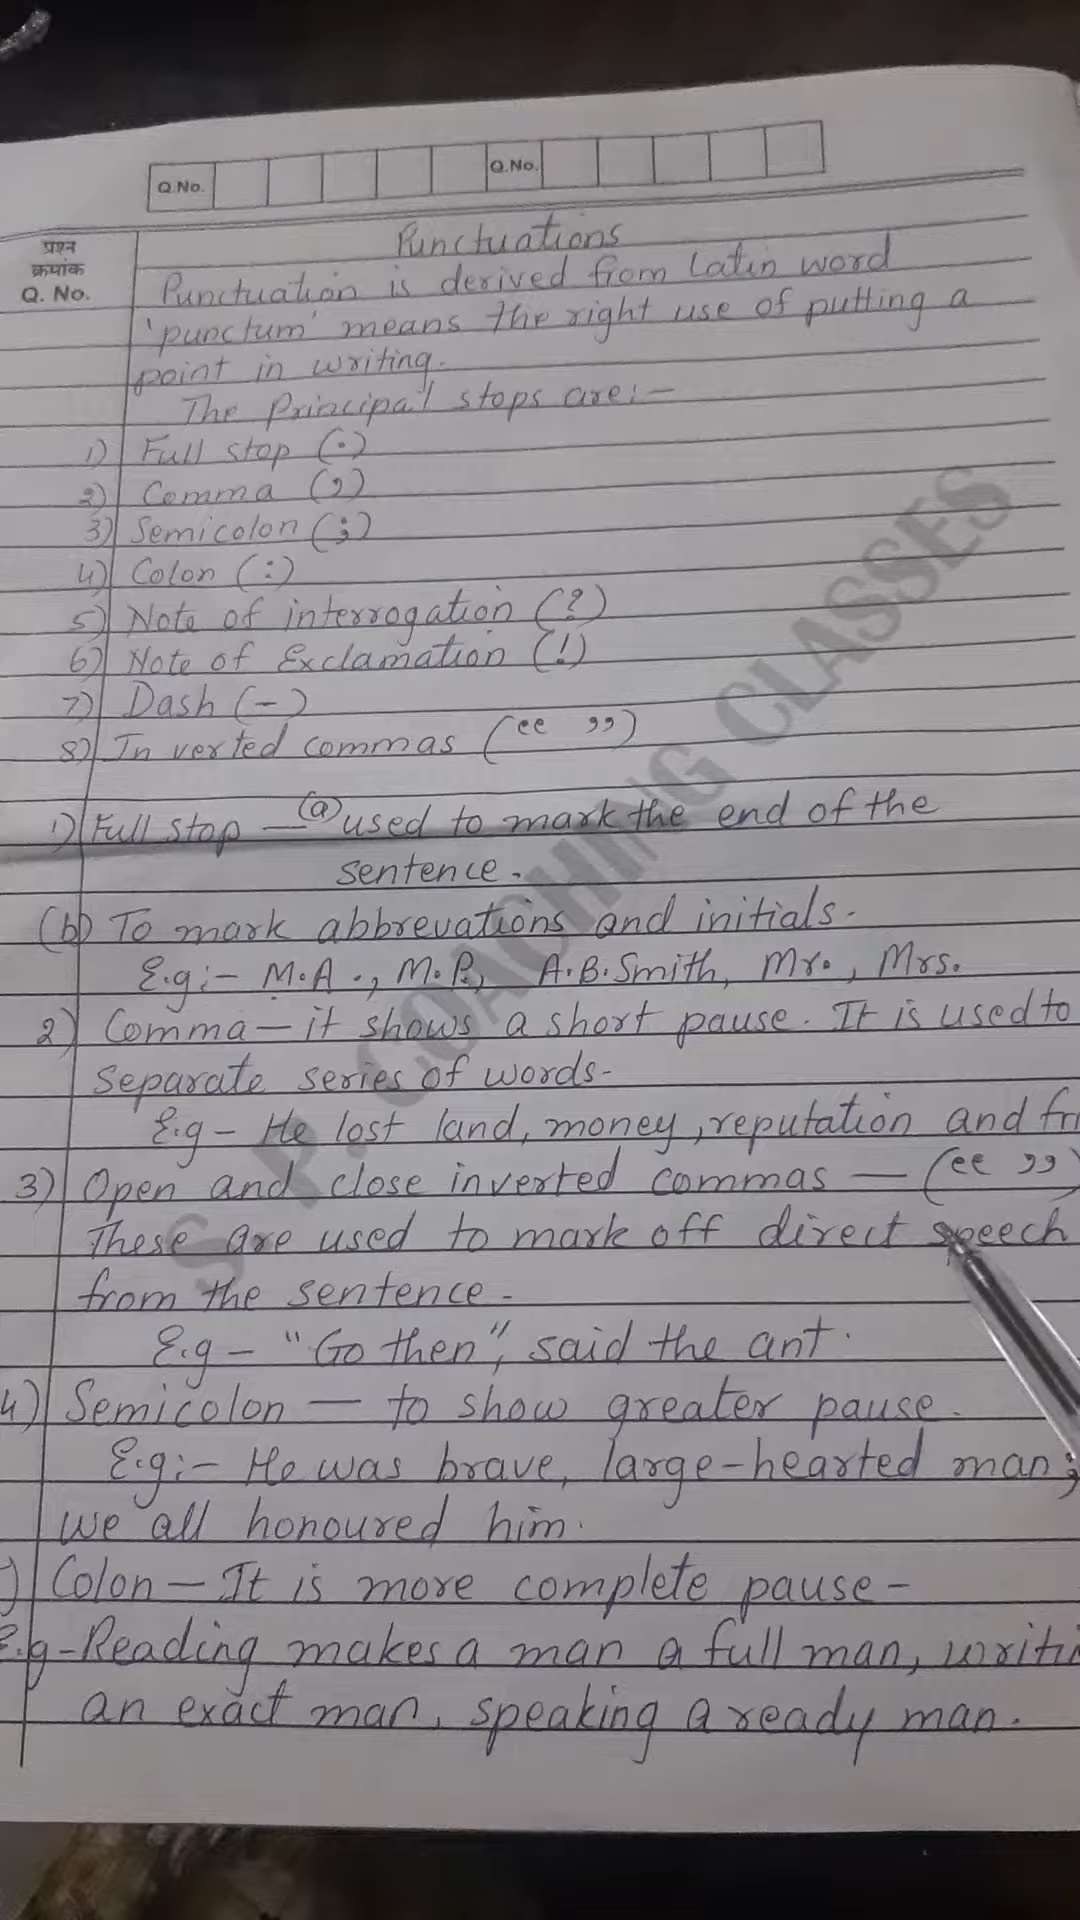 Q.No. Q.No.
प्रश्न
क्रमांक
Q. No.
Punctuations
Punctuation is derived from Latin word
'punctum' means the right use of putting a
point in writing.
The Principal stops are:-
1) Full stop (.)
2) Comma (,)
3) Semicolon (;)
4) Colon (:)
5) Note of interrogation (?)
6) Note of Exclamation (!)
7) Dash (-)
8) In verted commas (“ ”)
1) Full stop — (a) used to mark the end of the
sentence.
(b) To mark abbrevations and initials.
E.g:- M.A., M.P., A.B. Smith, Mr., Mrs.
2) Comma — it shows a short pause. It is used to
separate series of words-
E.g - He lost land, money, reputation and
3) Open and close inverted commas — (“ ”)
These are used to mark off direct speech
from the sentence.
E.g - "Go then", said the ant.
4) Semicolon — to show greater pause.
E.g:- He was brave, large-hearted man;
we all honoured him.
) Colon - It is more complete pause-
E.g-Reading makes a man a full man,
an exact man, speaking a ready man.
S. P. COACHING CLASSES